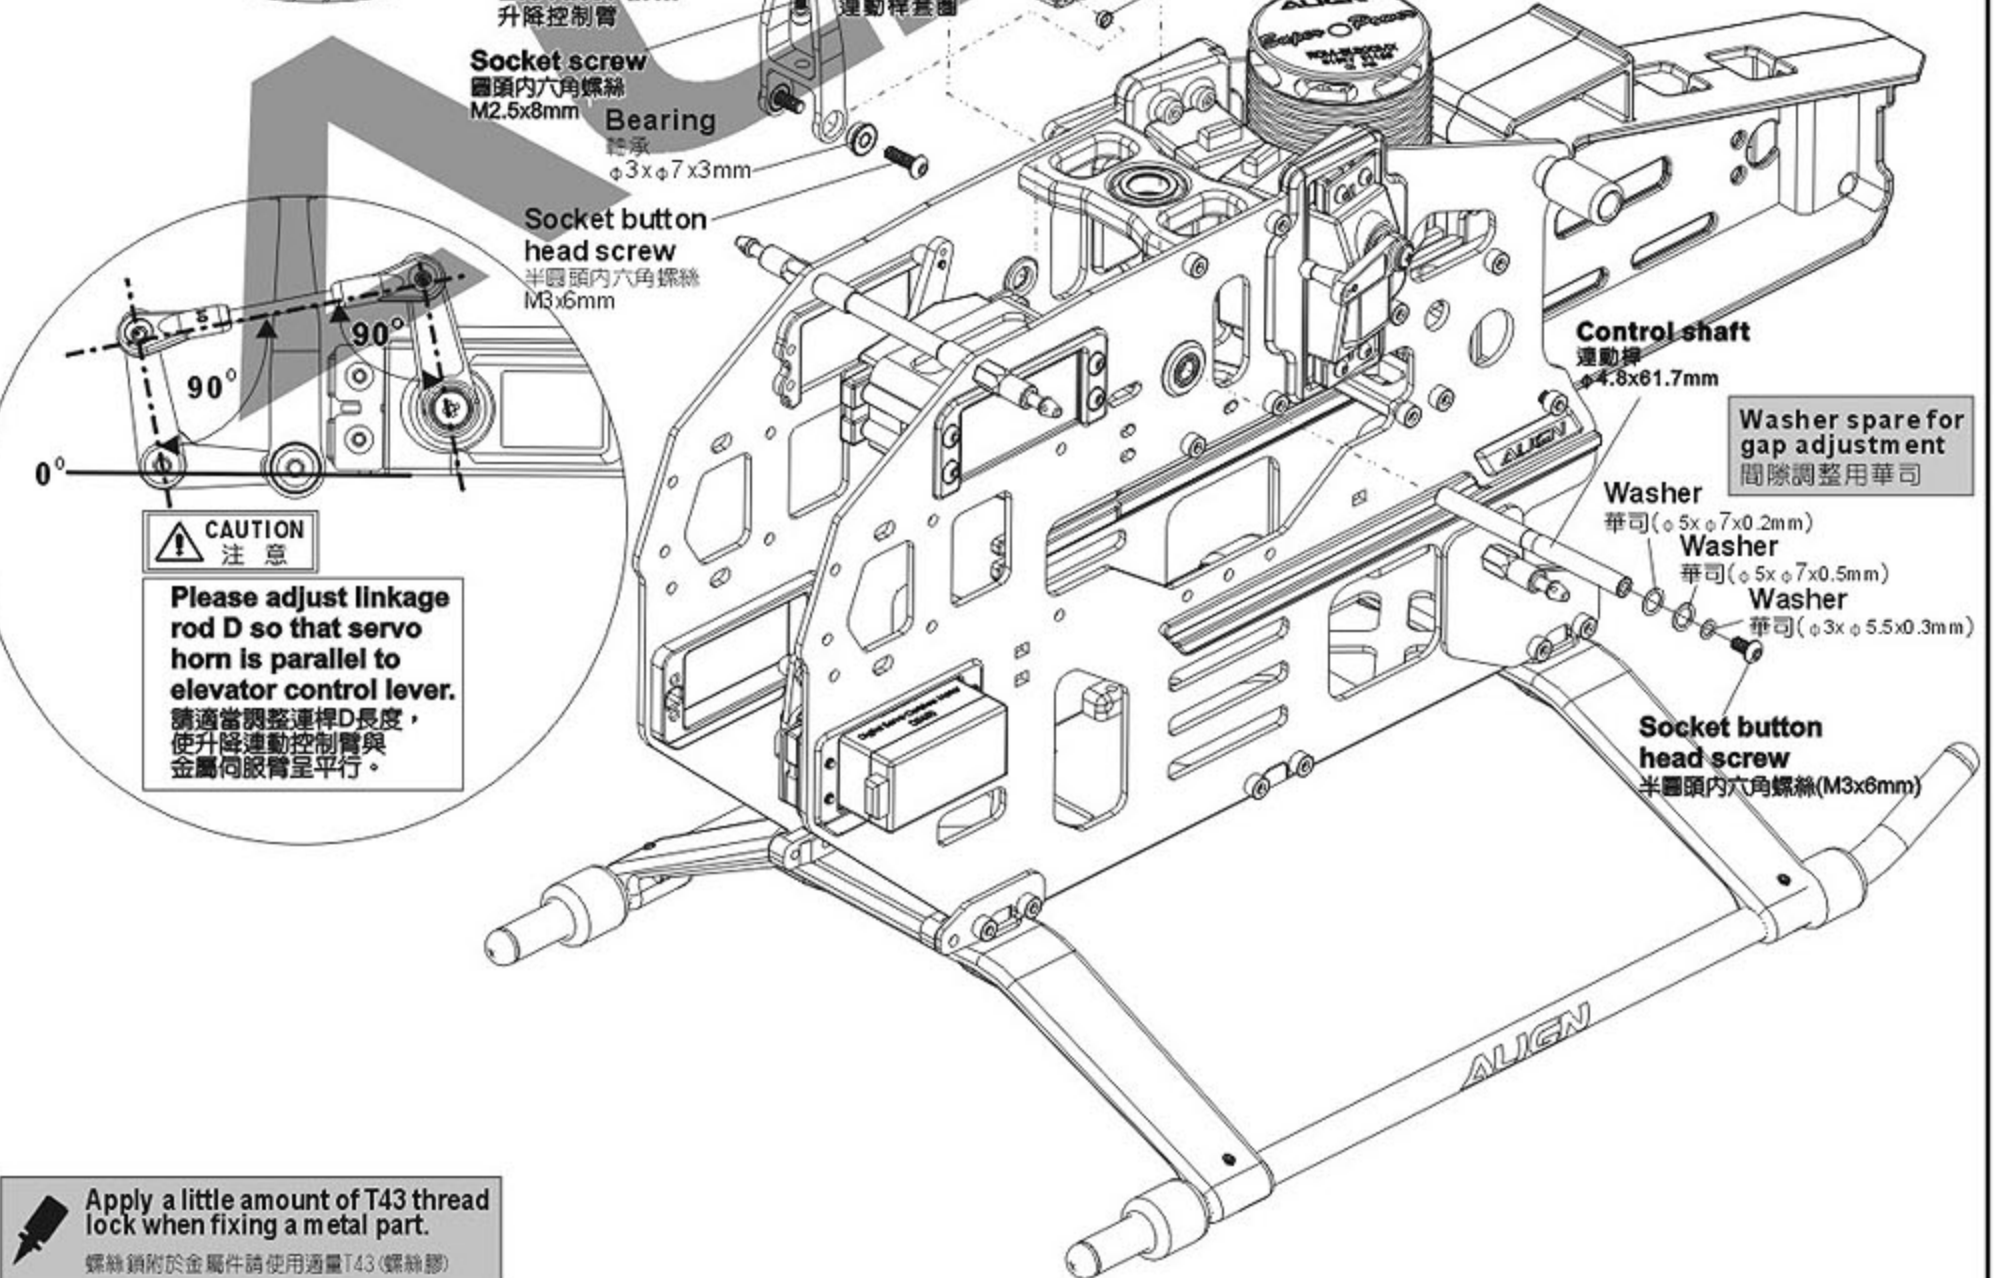 升降控制臂
連動桿套圈
Socket screw
圓頭內六角螺絲
M2.5x8mm
Bearing
軸承
φ3xφ7x3mm
Socket button
head screw
半圓頭內六角螺絲
M3x6mm
90°
90°
0°
CAUTION
注 意
Please adjust linkage
rod D so that servo
horn is parallel to
elevator control lever.
請適當調整連桿D長度，
使升降連動控制臂與
金屬伺服臂呈平行。
ALIGN
Super Power
Control shaft
連動桿
φ4.8x61.7mm
ALIGN
Washer spare for
gap adjustment
間隙調整用華司
Washer
華司(φ5xφ7x0.2mm)
Washer
華司(φ5xφ7x0.5mm)
Washer
華司(φ3xφ5.5x0.3mm)
Socket button
head screw
半圓頭內六角螺絲(M3x6mm)
ALIGN
Apply a little amount of T43 thread
lock when fixing a metal part.
螺絲鎖附於金屬件請使用適量T43(螺絲膠)